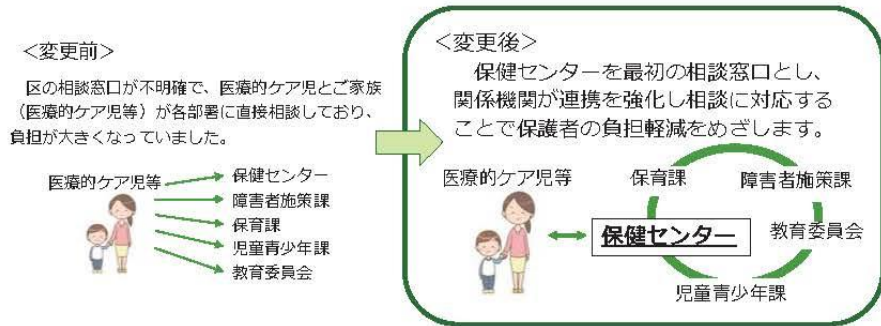 ＜変更前＞
区の相談窓口が不明確で、医療的ケア児とご家族
（医療的ケア児等）が各部署に直接相談しており、
負担が大きくなっていました。
医療的ケア児等
保健センター
障害者施策課
保育課
児童青少年課
教育委員会
＜変更後＞
保健センターを最初の相談窓口とし、
関係機関が連携を強化し相談に対応する
ことで保護者の負担軽減をめざします。
医療的ケア児等
保育課
障害者施策課
保健センター
教育委員会
児童青少年課